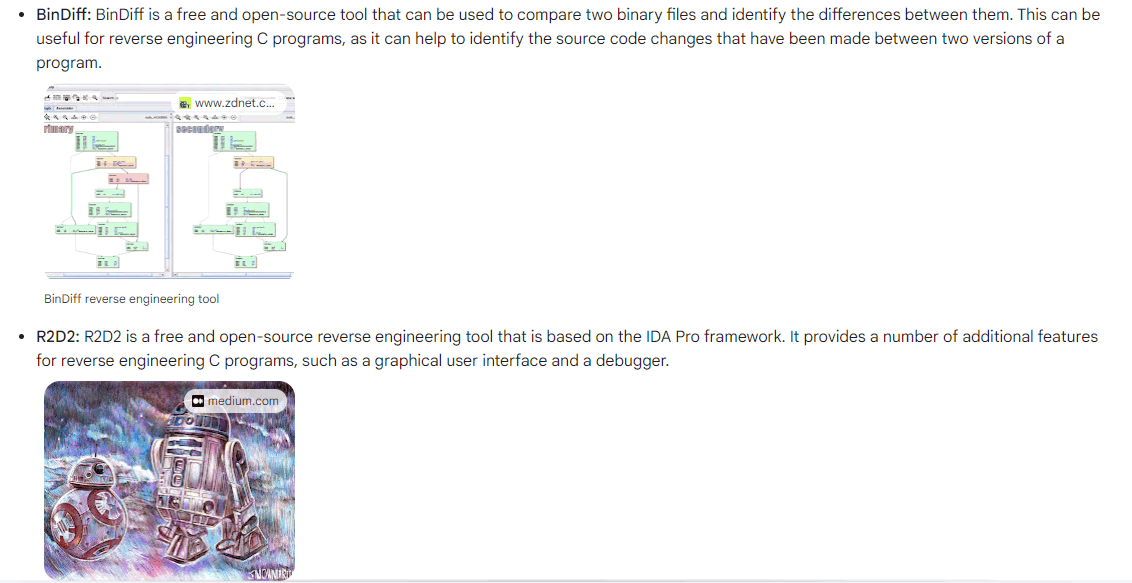 BinDiff: BinDiff is a free and open-source tool that can be used to compare two binary files and identify the differences between them. This can be
useful for reverse engineering C programs, as it can help to identify the source code changes that have been made between two versions of a
program.
www.zdnet.c...
primary
secondary
BinDiff reverse engineering tool
R2D2: R2D2 is a free and open-source reverse engineering tool that is based on the IDA Pro framework. It provides a number of additional features
for reverse engineering C programs, such as a graphical user interface and a debugger.
medium.com